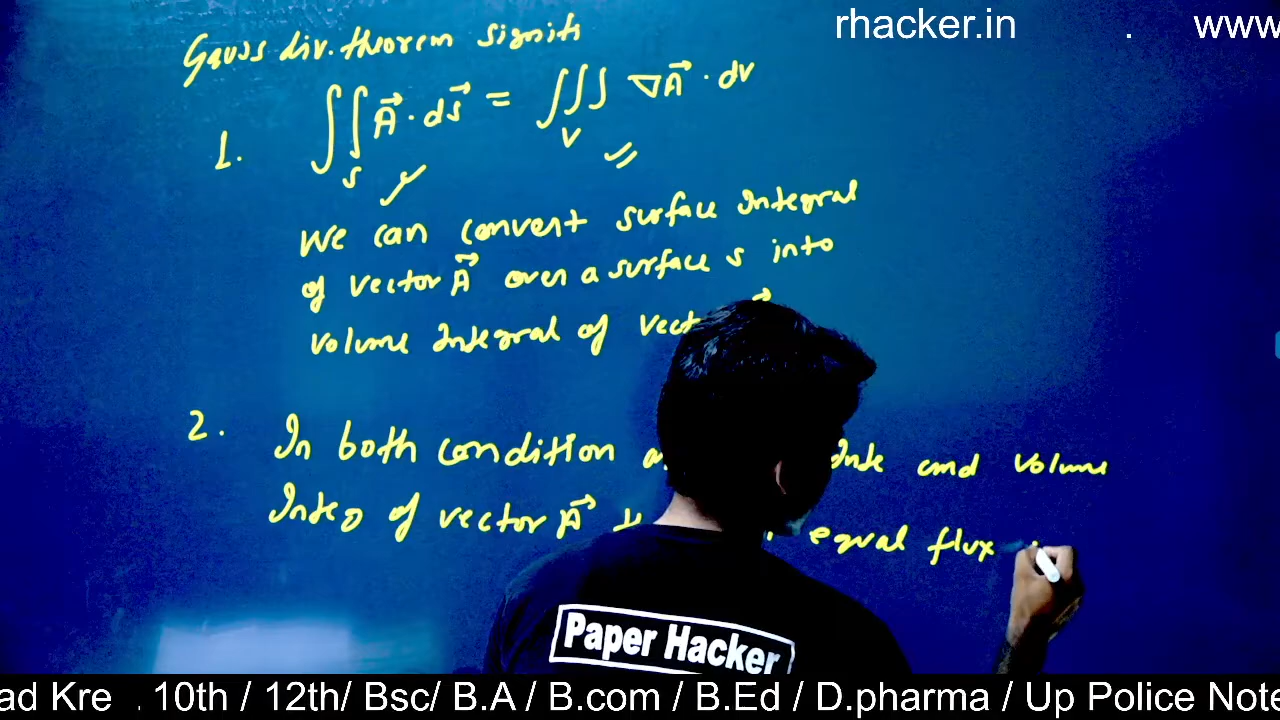 rhacker.in . www
Gauss div. theorem signifi
1. ∫∫ A⃗ · ds⃗ = ∫∫∫ ∇A⃗ · dv
S V
We can convert surface Integral
of vector A⃗ over a surface s into
volume Integral of
2. In both condition and volume
of vector A⃗ equal flux
Paper Hacker
ad Kre . 10th / 12th/ Bsc/ B.A / B.com / B.Ed / D.pharma / Up Police Note